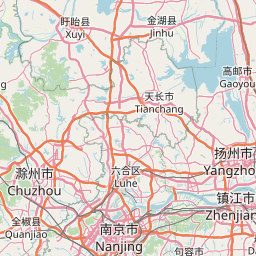 盱眙县
Xuyi
金湖县
Jinhu
高邮市
Gaoyou
天长市
Tianchang
扬州市
Yangzho
滁州市
Chuzhou
六合区
Luhe
镇江市
Zhenjian
全椒县
Quanjiao
南京市
Nanjing
句容市